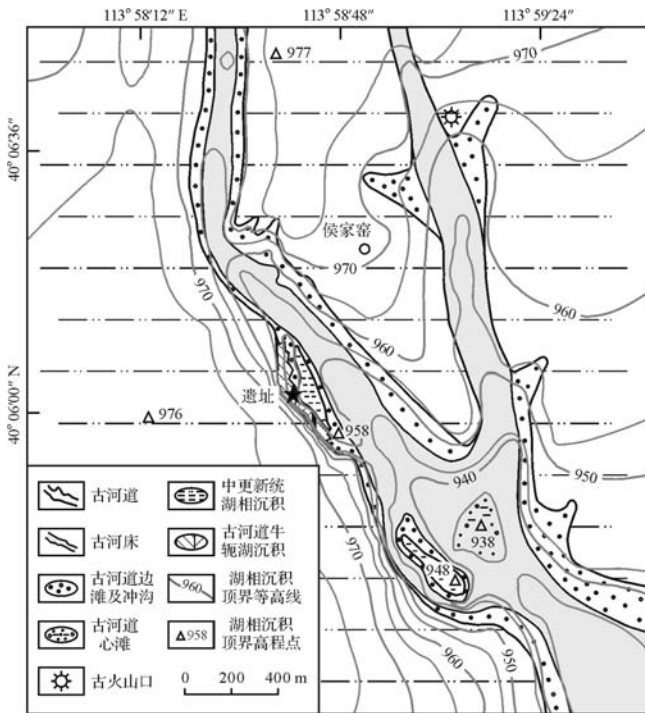 113° 58′ 12″ E
113° 58′ 48″
113° 59′ 24″
977
970
40° 06′ 36″
侯家窑
970
970
960
960
遗址
40° 06′ 00″ N
976
958
950
940
938
948
970
960
950
古河道
中更新统
湖相沉积
古河床
古河道牛
轭湖沉积
古河道边
滩及冲沟
960
湖相沉积
顶界等高线
古河道
心滩
958
湖相沉积
顶界高程点
古火山口
0 200 400 m